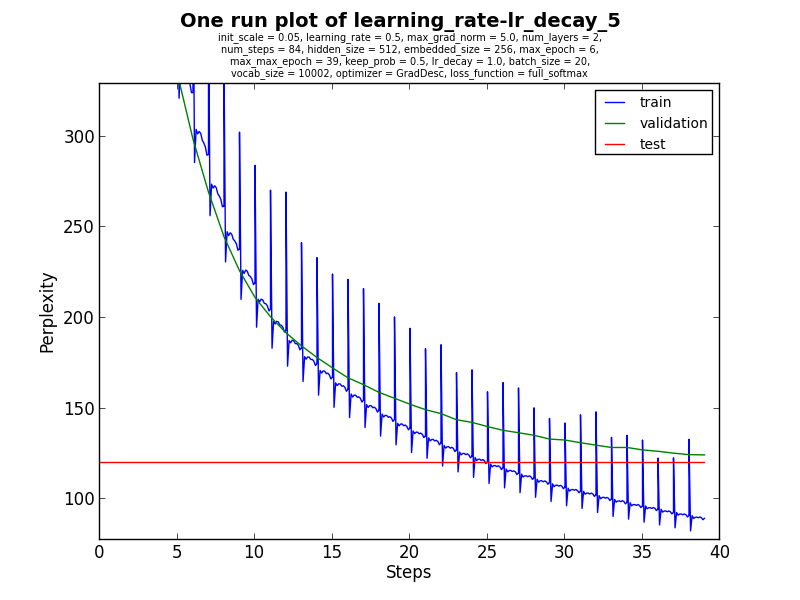 One run plot of learning_rate-lr_decay_5
init_scale = 0.05, learning_rate = 0.5, max_grad_norm = 5.0, num_layers = 2,
num_steps = 84, hidden_size = 512, embedded_size = 256, max_epoch = 6,
max_max_epoch = 39, keep_prob = 0.5, lr_decay = 1.0, batch_size = 20,
vocab_size = 10002, optimizer = GradDesc, loss_function = full_softmax
train
validation
test
300
250
200
150
100
Perplexity
0 5 10 15 20 25 30 35 40
Steps